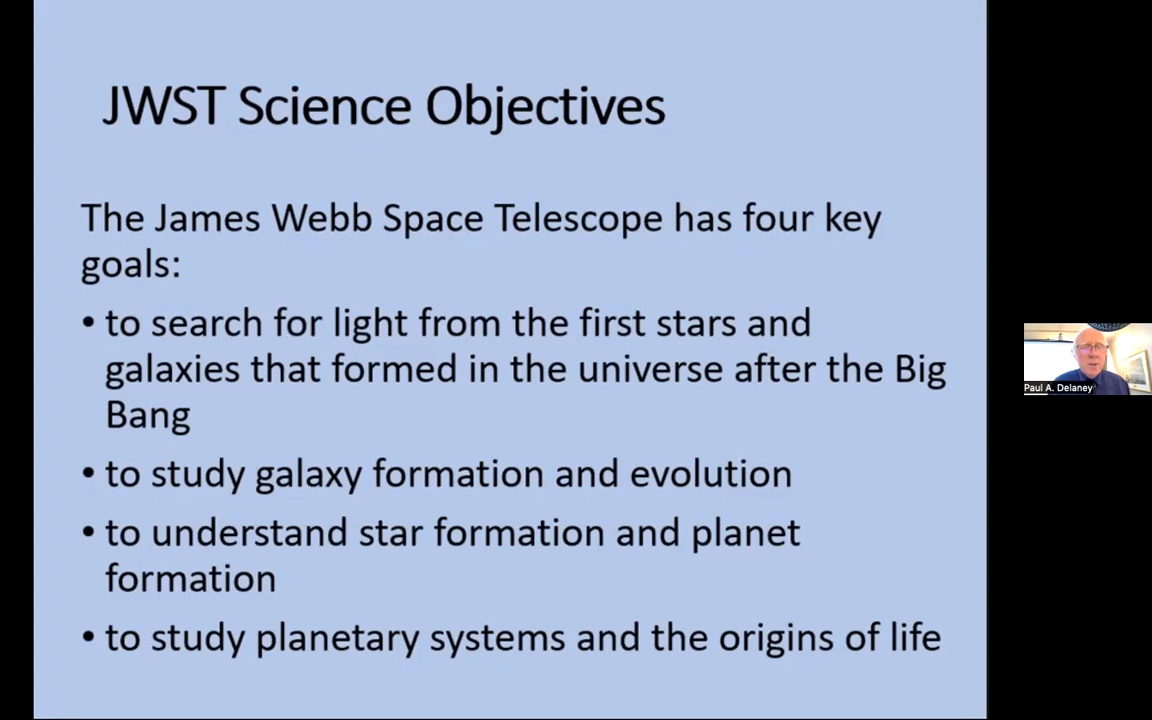 JWST Science Objectives
The James Webb Space Telescope has four key
goals:
• to search for light from the first stars and
galaxies that formed in the universe after the Big
Bang
• to study galaxy formation and evolution
• to understand star formation and planet
formation
• to study planetary systems and the origins of life
Paul A. Delaney